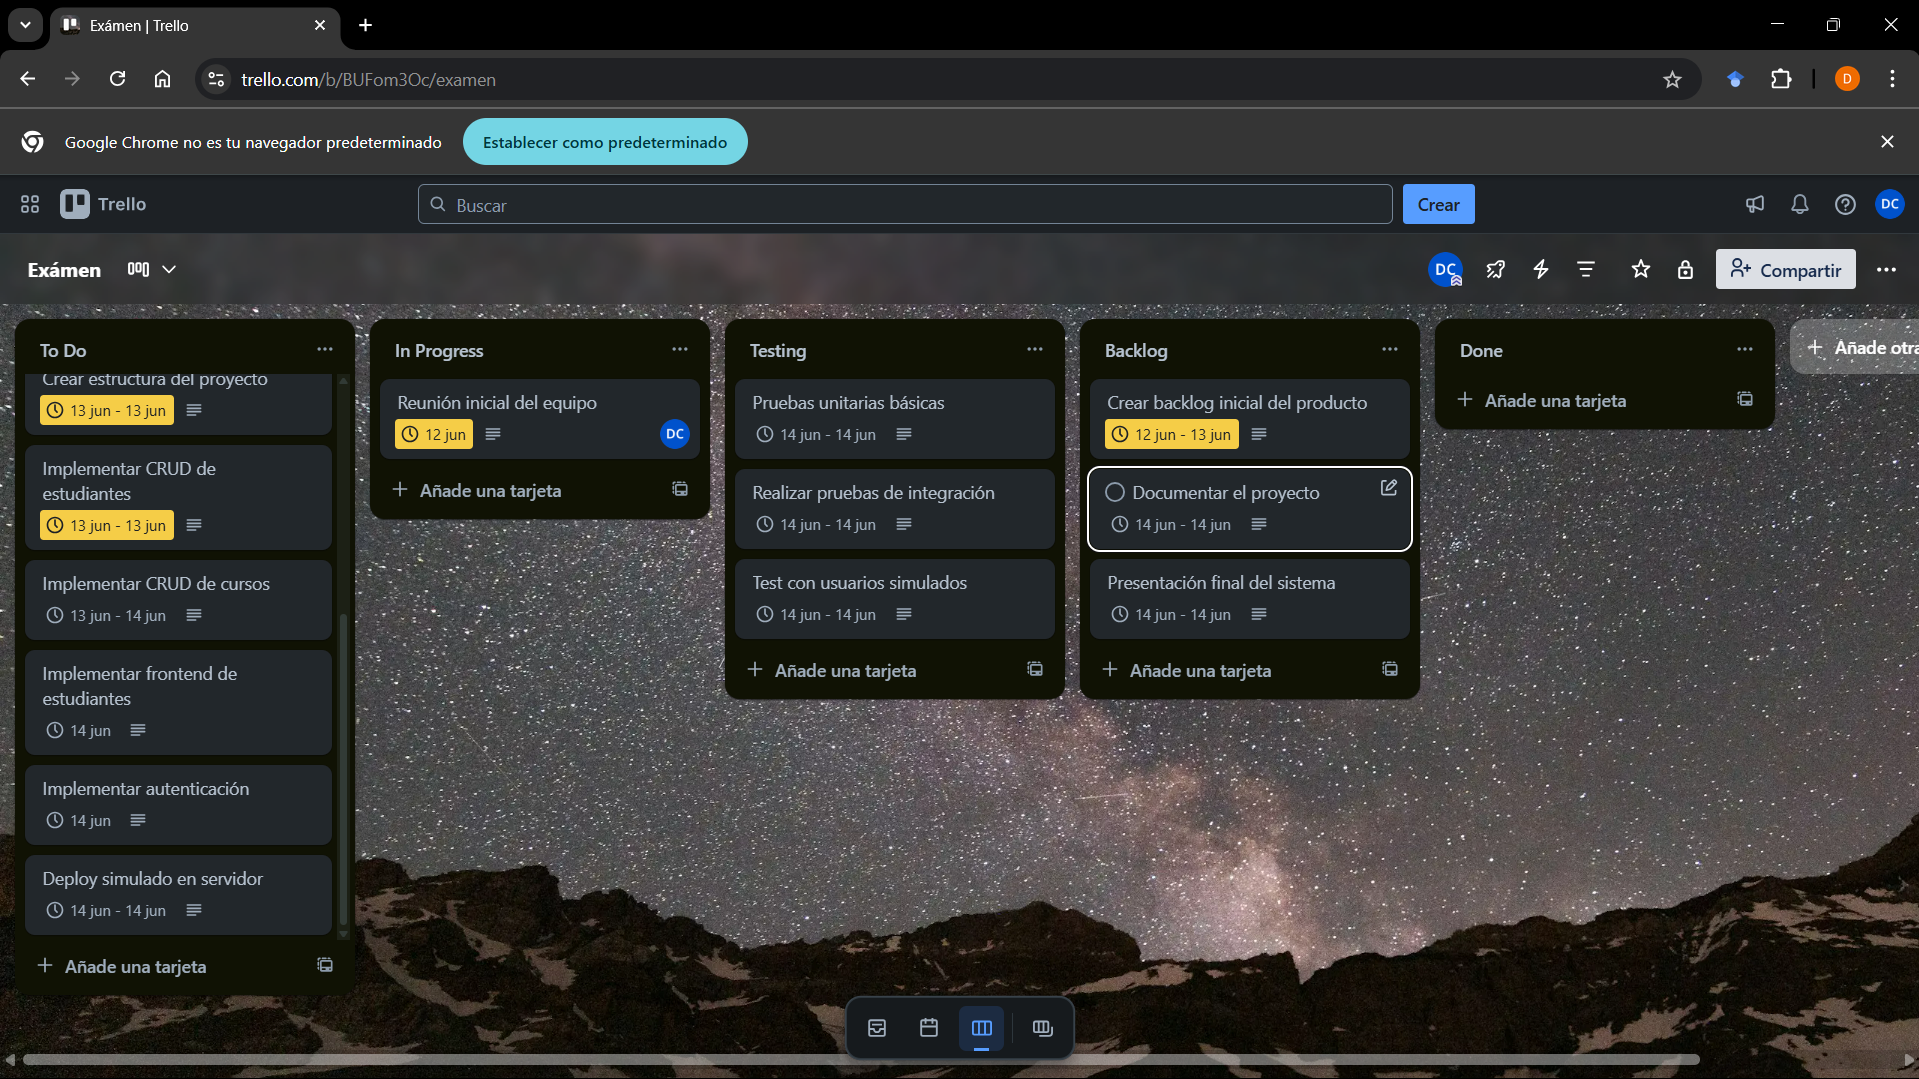 Exámen | Trello
trello.com/b/BUFom3Oc/examen
D
Google Chrome no es tu navegador predeterminado
Establecer como predeterminado
Trello
Buscar
Crear
DC
Exámen
DC
Compartir
To Do
Crear estructura del proyecto
13 jun - 13 jun
Implementar CRUD de
estudiantes
13 jun - 13 jun
Implementar CRUD de cursos
13 jun - 14 jun
Implementar frontend de
estudiantes
14 jun
Implementar autenticación
14 jun
Deploy simulado en servidor
14 jun - 14 jun
Añade una tarjeta
In Progress
Reunión inicial del equipo
12 jun
DC
Añade una tarjeta
Testing
Pruebas unitarias básicas
14 jun - 14 jun
Realizar pruebas de integración
14 jun - 14 jun
Test con usuarios simulados
14 jun - 14 jun
Añade una tarjeta
Backlog
Crear backlog inicial del producto
12 jun - 13 jun
Documentar el proyecto
14 jun - 14 jun
Presentación final del sistema
14 jun - 14 jun
Añade una tarjeta
Done
Añade una tarjeta
Añade otra